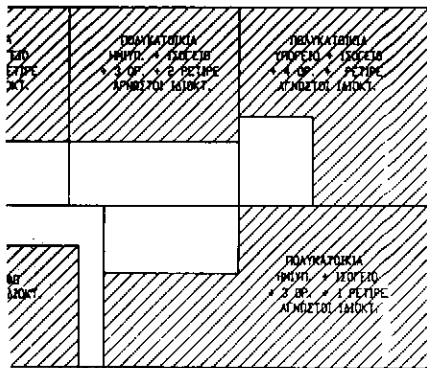 ΠΟΛΥΚΑΤΟΙΚΙΑ
ΗΜΙΥΠ. + ΙΣΟΓΕΙΟ
+ 3 ΟΡ. + 2 ΡΕΤΙΡΕ
ΑΓΝΩΣΤΟΙ ΙΔΙΟΚΤ.
ΠΟΛΥΚΑΤΟΙΚΙΑ
ΥΠΟΓΕΙΟ + ΙΣΟΓΕΙΟ
+ 4 ΟΡ. + ΡΕΤΙΡΕ
ΑΓΝΩΣΤΟΙ ΙΔΙΟΚΤ.
ΠΟΛΥΚΑΤΟΙΚΙΑ
ΗΜΙΥΠ. + ΙΣΟΓΕΙΟ
+ 3 ΟΡ. + 1 ΡΕΤΙΡΕ
ΑΓΝΩΣΤΟΙ ΙΔΙΟΚΤ.